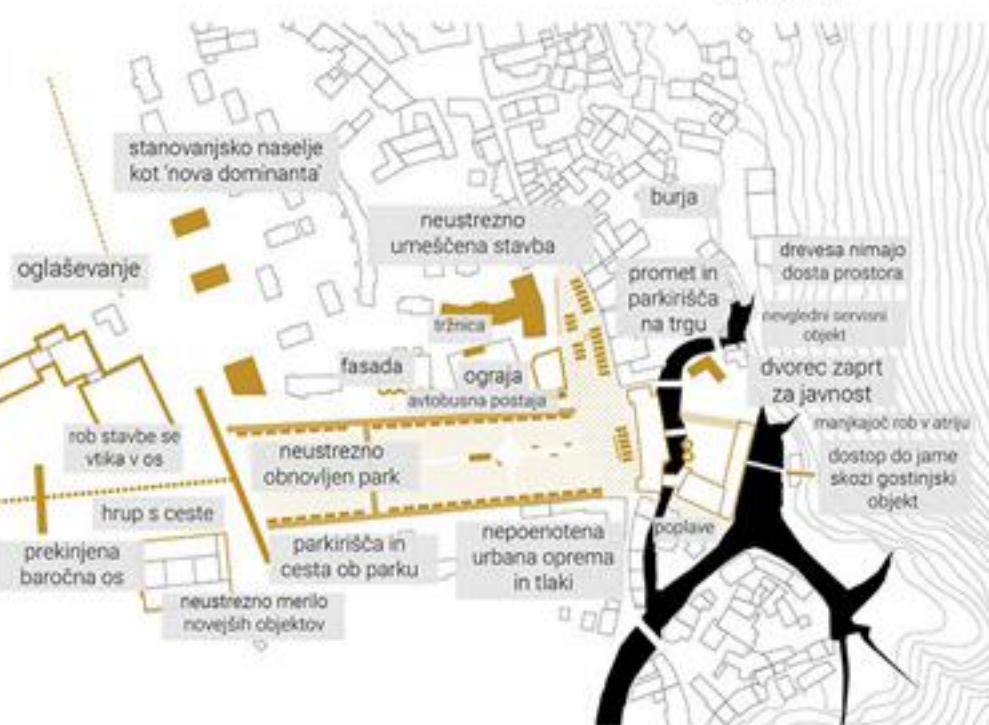 stanovanjsko naselje
kot 'nova dominanta'
burja
neustrezno
umeščena stavba
oglaševanje
drevesa nimajo
dosta prostora
promet in
parkirišča
na trgu
nevgledni servisni
objekt
tržnica
fasada
ograja
avtobusna postaja
dvorec zaprt
za javnost
manjkajoč rob v atriju
rob stavbe se
vtika v os
neustrezno
obnovljen park
dostop do jame
skozi gostinjski
objekt
hrup s ceste
prekinjena
baročna os
parkirišča in
cesta ob parku
nepoenotena
urbana oprema
in tlaki
poplave
neustrezno merilo
novejših objektov